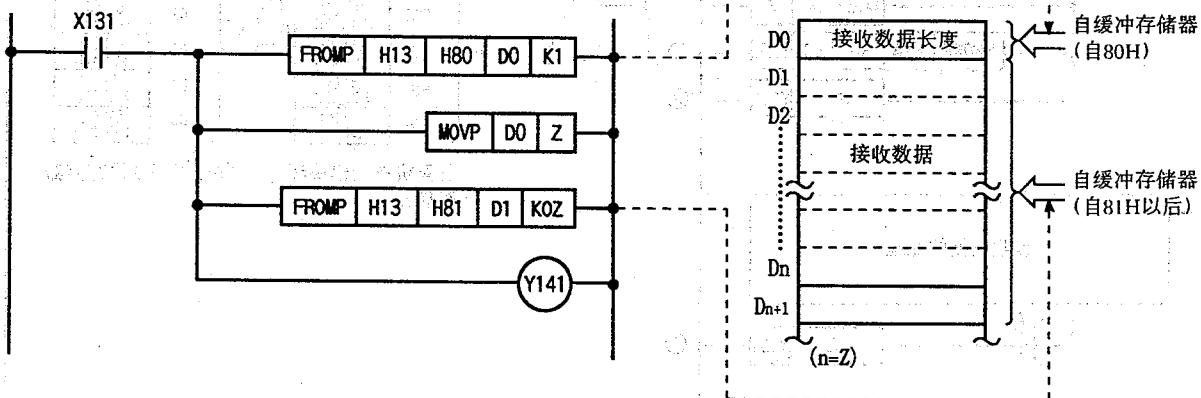 X131
FROMP H13 H80 D0 K1
MOVP D0 Z
FROMP H13 H81 D1 K0Z
Y141
D0 接收数据长度
D1
D2
接收数据
Dn
Dn+1
(n=Z)
自缓冲存储器
(自80H)
自缓冲存储器
(自81H以后)